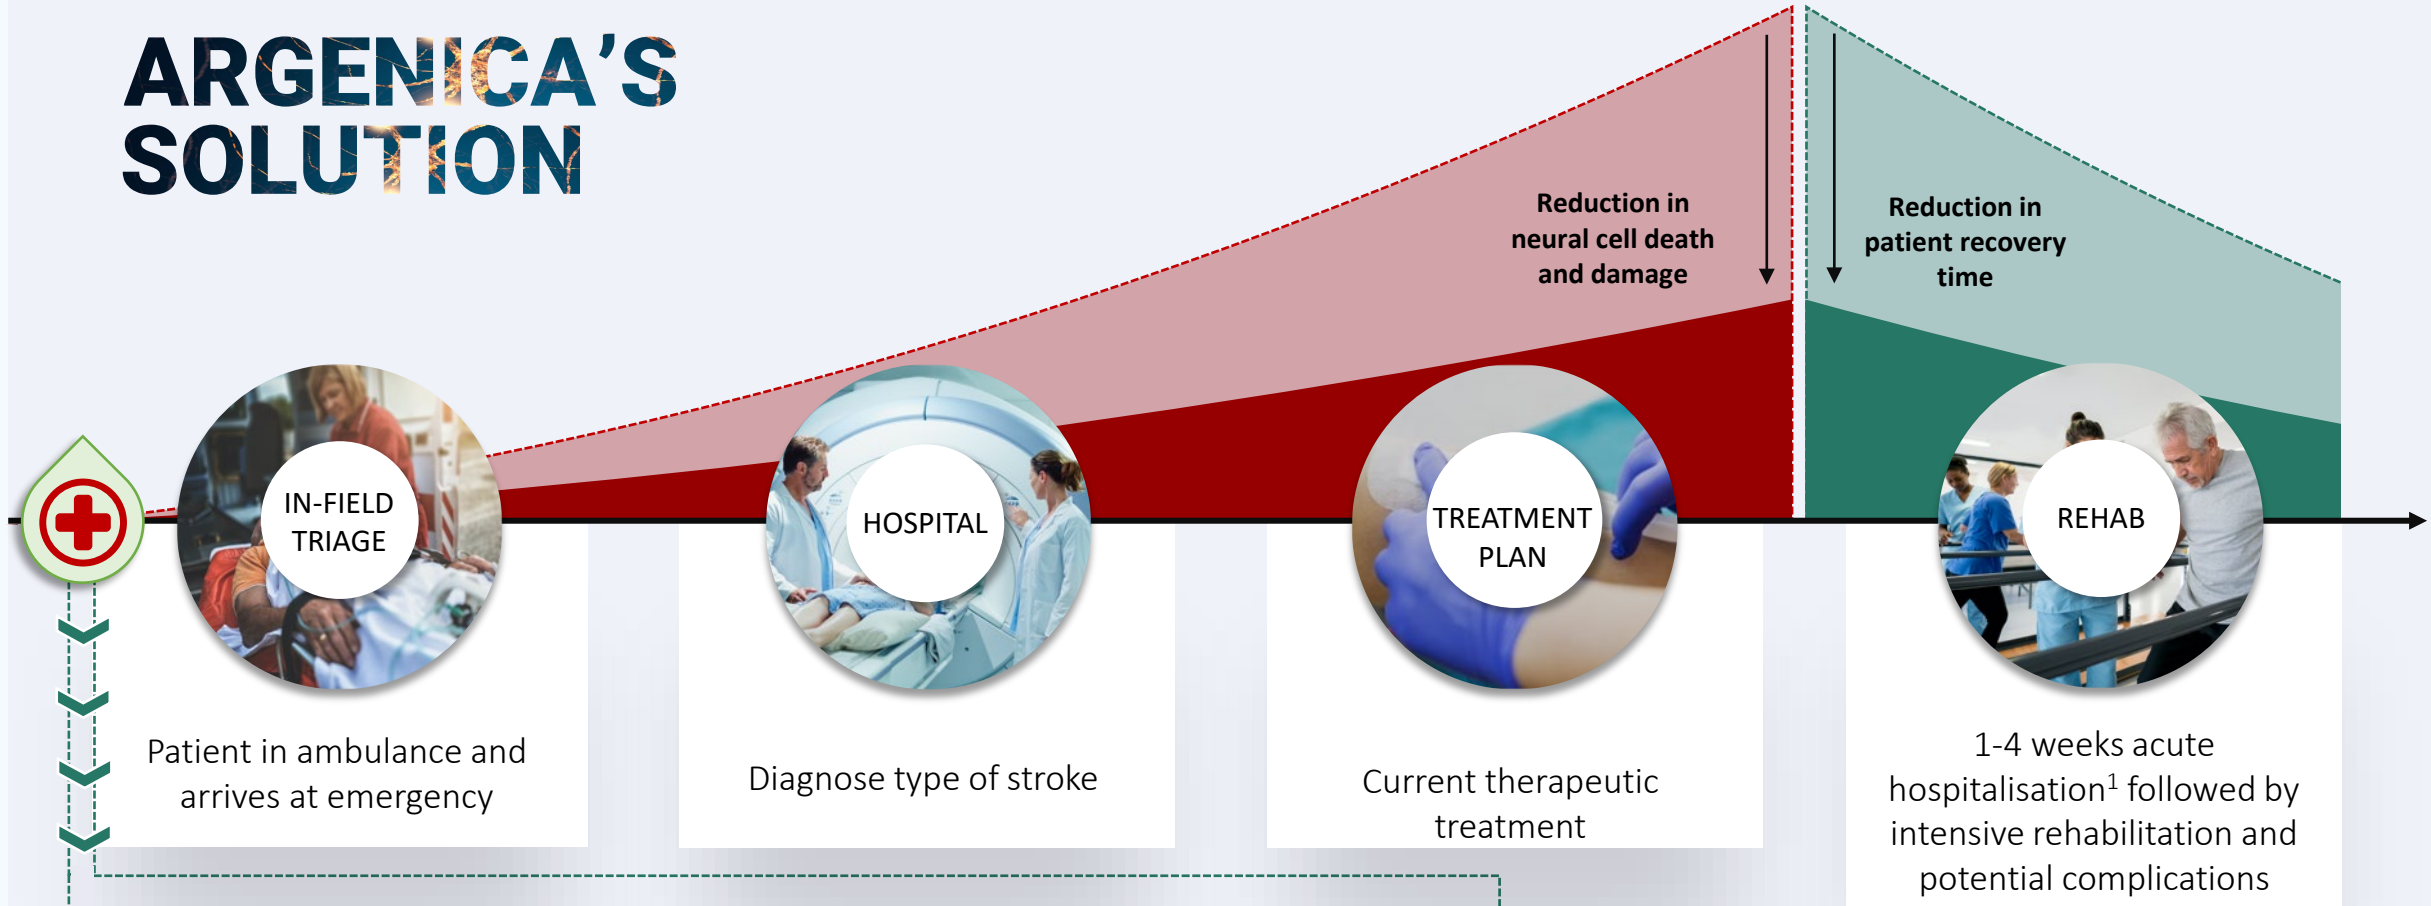 ARGENICA’S
SOLUTION
Reduction in
neural cell death
and damage
Reduction in
patient recovery
time
IN-FIELD
TRIAGE
HOSPITAL
TREATMENT
PLAN
REHAB
Patient in ambulance and
arrives at emergency
Diagnose type of stroke
Current therapeutic
treatment
1-4 weeks acute
hospitalisation¹ followed by
intensive rehabilitation and
potential complications